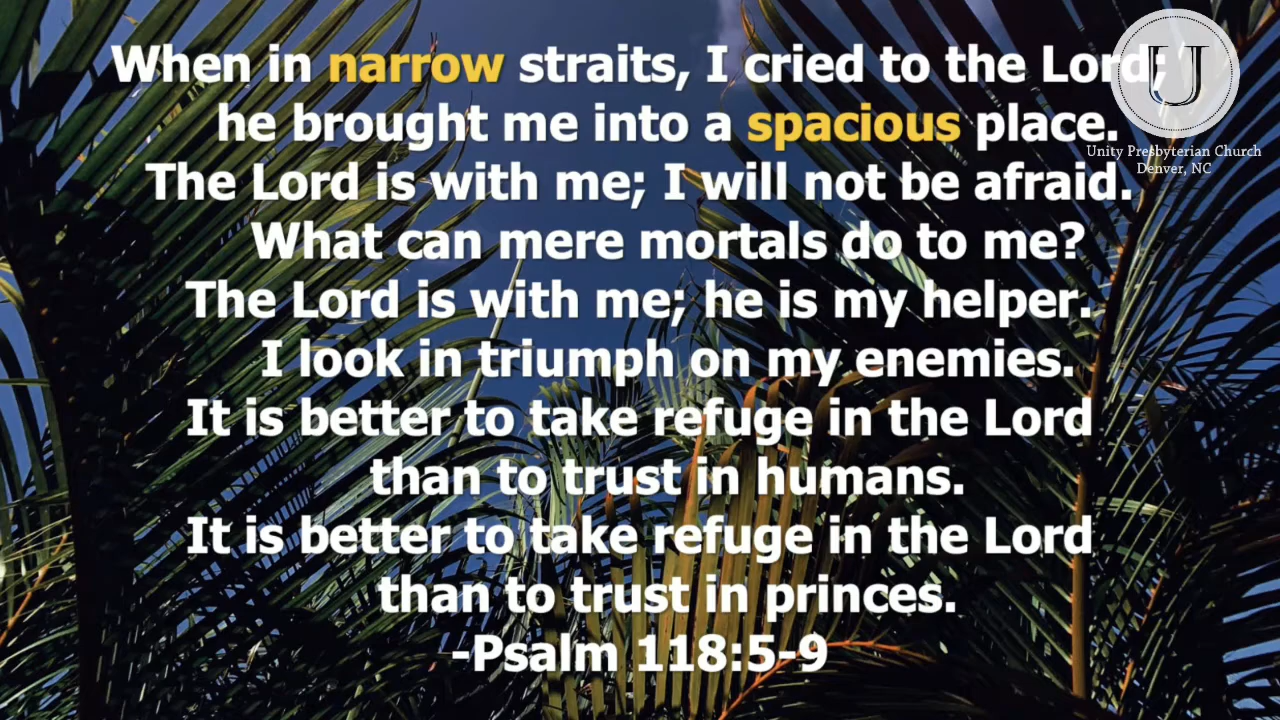 When in narrow straits, I cried to the Lord;
he brought me into a spacious place.
The Lord is with me; I will not be afraid.
What can mere mortals do to me?
The Lord is with me; he is my helper.
I look in triumph on my enemies.
It is better to take refuge in the Lord
than to trust in humans.
It is better to take refuge in the Lord
than to trust in princes.
-Psalm 118:5-9
U
Unity Presbyterian Church
Denver, NC